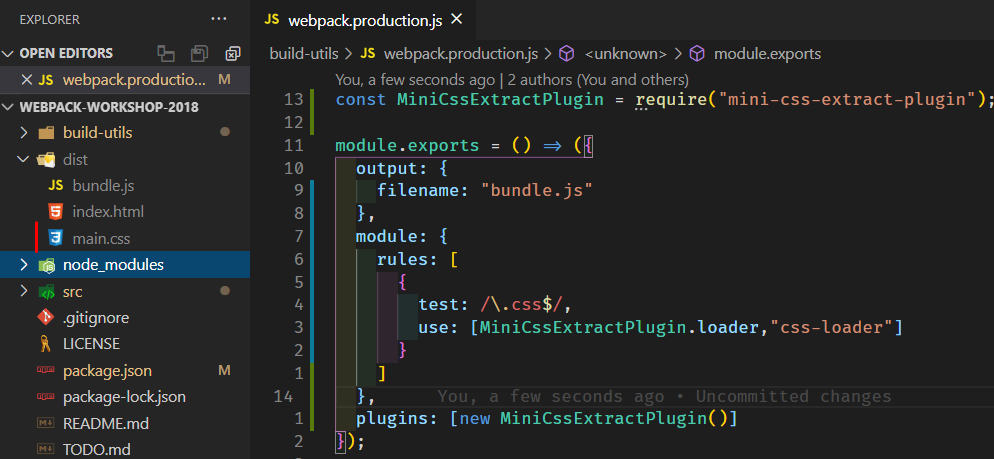 EXPLORER
···
OPEN EDITORS
JS webpack.productio... M
WEBPACK-WORKSHOP-2018
build-utils
dist
JS bundle.js
index.html
main.css
node_modules
src
.gitignore
LICENSE
package.json M
package-lock.json
README.md
TODO.md
JS webpack.production.js
build-utils > JS webpack.production.js > <unknown> > module.exports
You, a few seconds ago | 2 authors (You and others)
13 const MiniCssExtractPlugin = require("mini-css-extract-plugin");
12
11 module.exports = () => ({
10 output: {
9 filename: "bundle.js"
8 },
7 module: {
6 rules: [
5 {
4 test: /\.css$/,
3 use: [MiniCssExtractPlugin.loader,"css-loader"]
2 }
1 ]
14 }, You, a few seconds ago • Uncommitted changes
1 plugins: [new MiniCssExtractPlugin()]
2 });